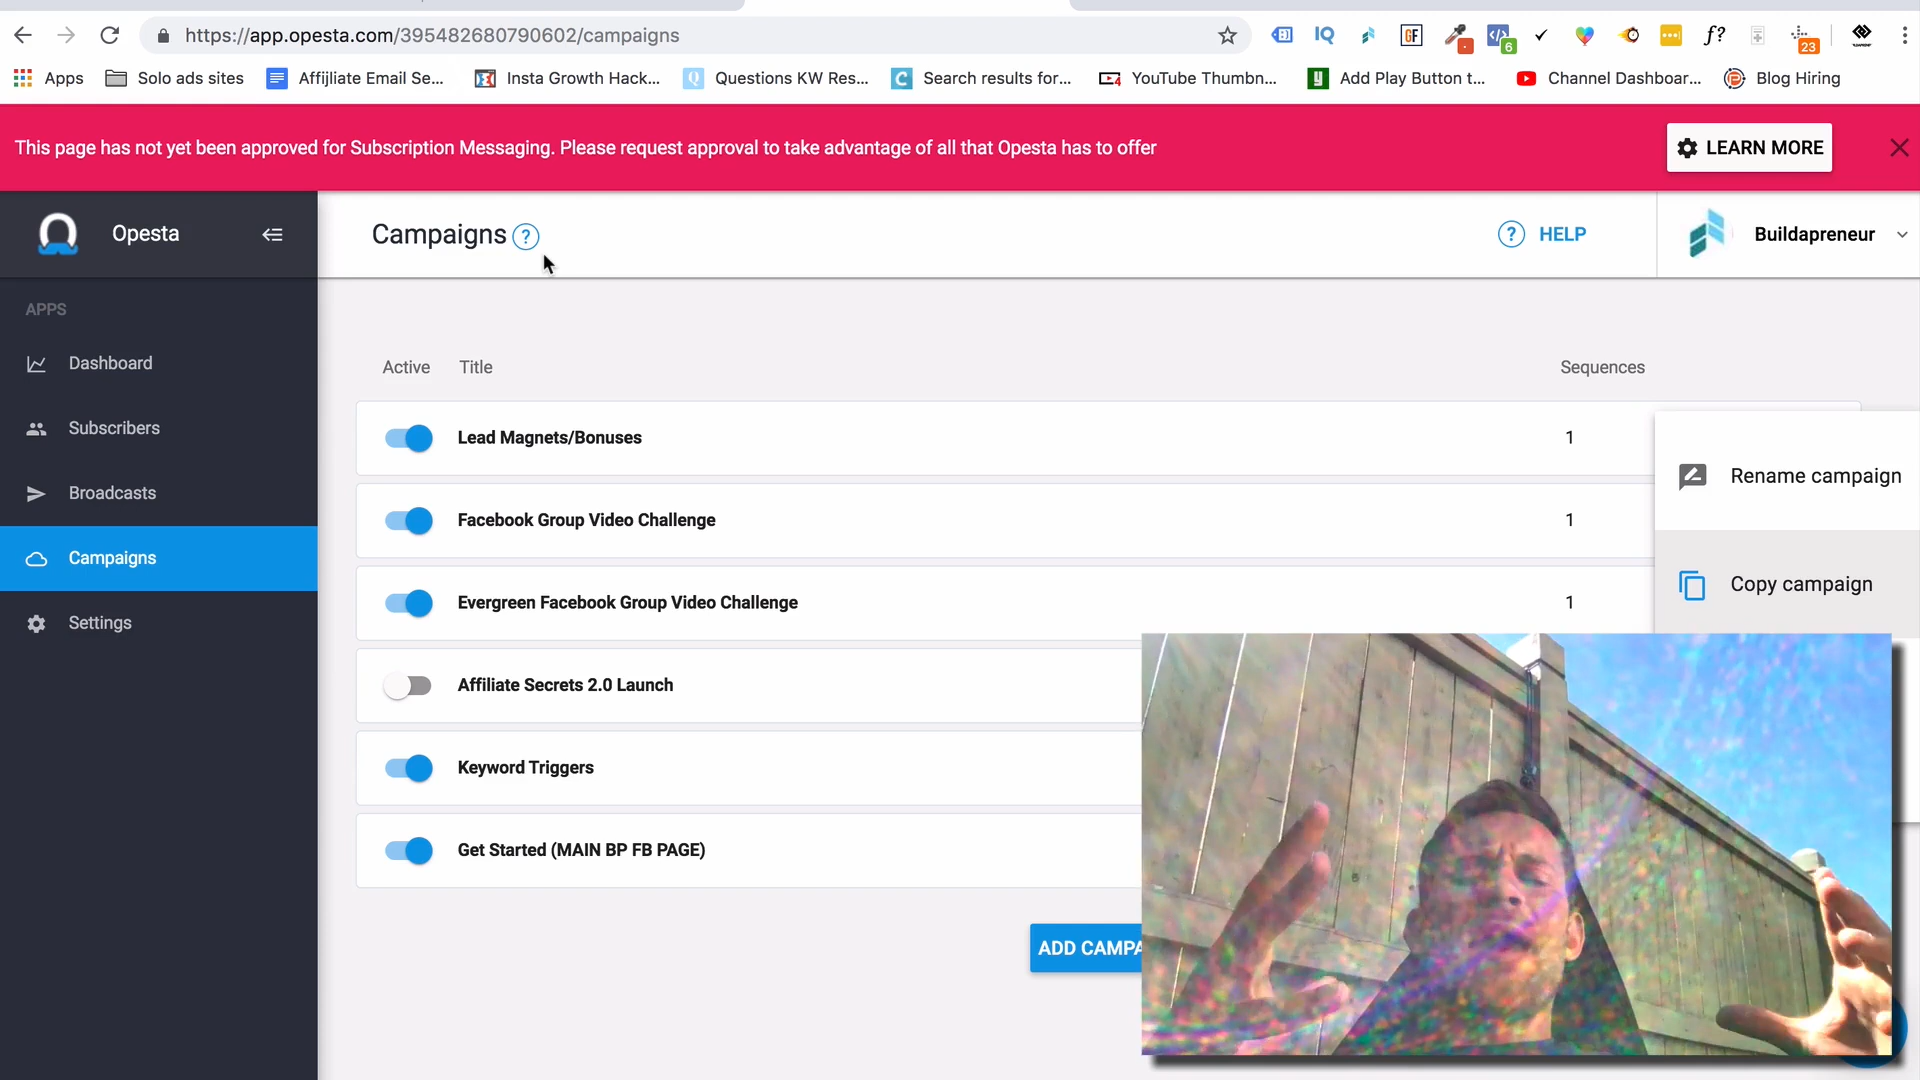 https://app.opesta.com/395482680790602/campaigns
GF
IQ
6
f?
23
Apps
Solo ads sites
Affijliate Email Se...
Insta Growth Hack...
Questions KW Res...
Search results for...
YouTube Thumbn...
Add Play Button t...
Channel Dashboar...
Blog Hiring
This page has not yet been approved for Subscription Messaging. Please request approval to take advantage of all that Opesta has to offer
LEARN MORE
Opesta
Campaigns ?
? HELP
Buildapreneur
APPS
Dashboard
Subscribers
Broadcasts
Campaigns
Settings
Active Title Sequences
Lead Magnets/Bonuses 1
Facebook Group Video Challenge 1
Evergreen Facebook Group Video Challenge 1
Affiliate Secrets 2.0 Launch
Keyword Triggers
Get Started (MAIN BP FB PAGE)
Rename campaign
Copy campaign
ADD CAMPA